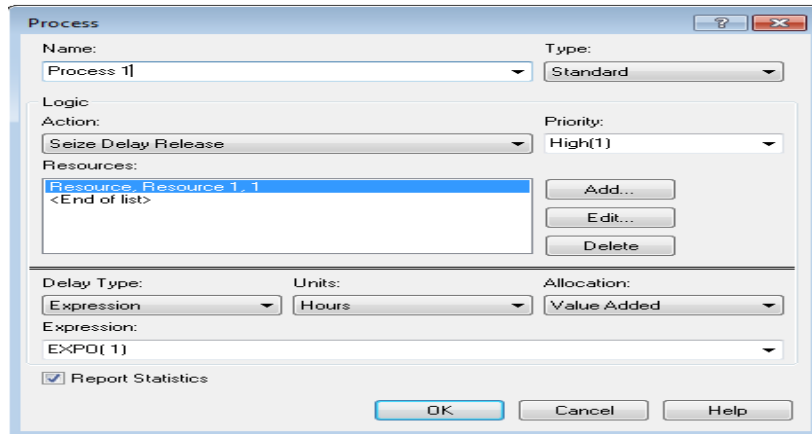 Process
Name:
Type:
Process 1
Standard
Logic
Action:
Priority:
Seize Delay Release
High(1)
Resources:
Resource, Resource 1, 1
<End of list>
Add...
Edit...
Delete
Delay Type:
Units:
Allocation:
Expression
Hours
Value Added
Expression:
EXPO( 1)
Report Statistics
OK
Cancel
Help